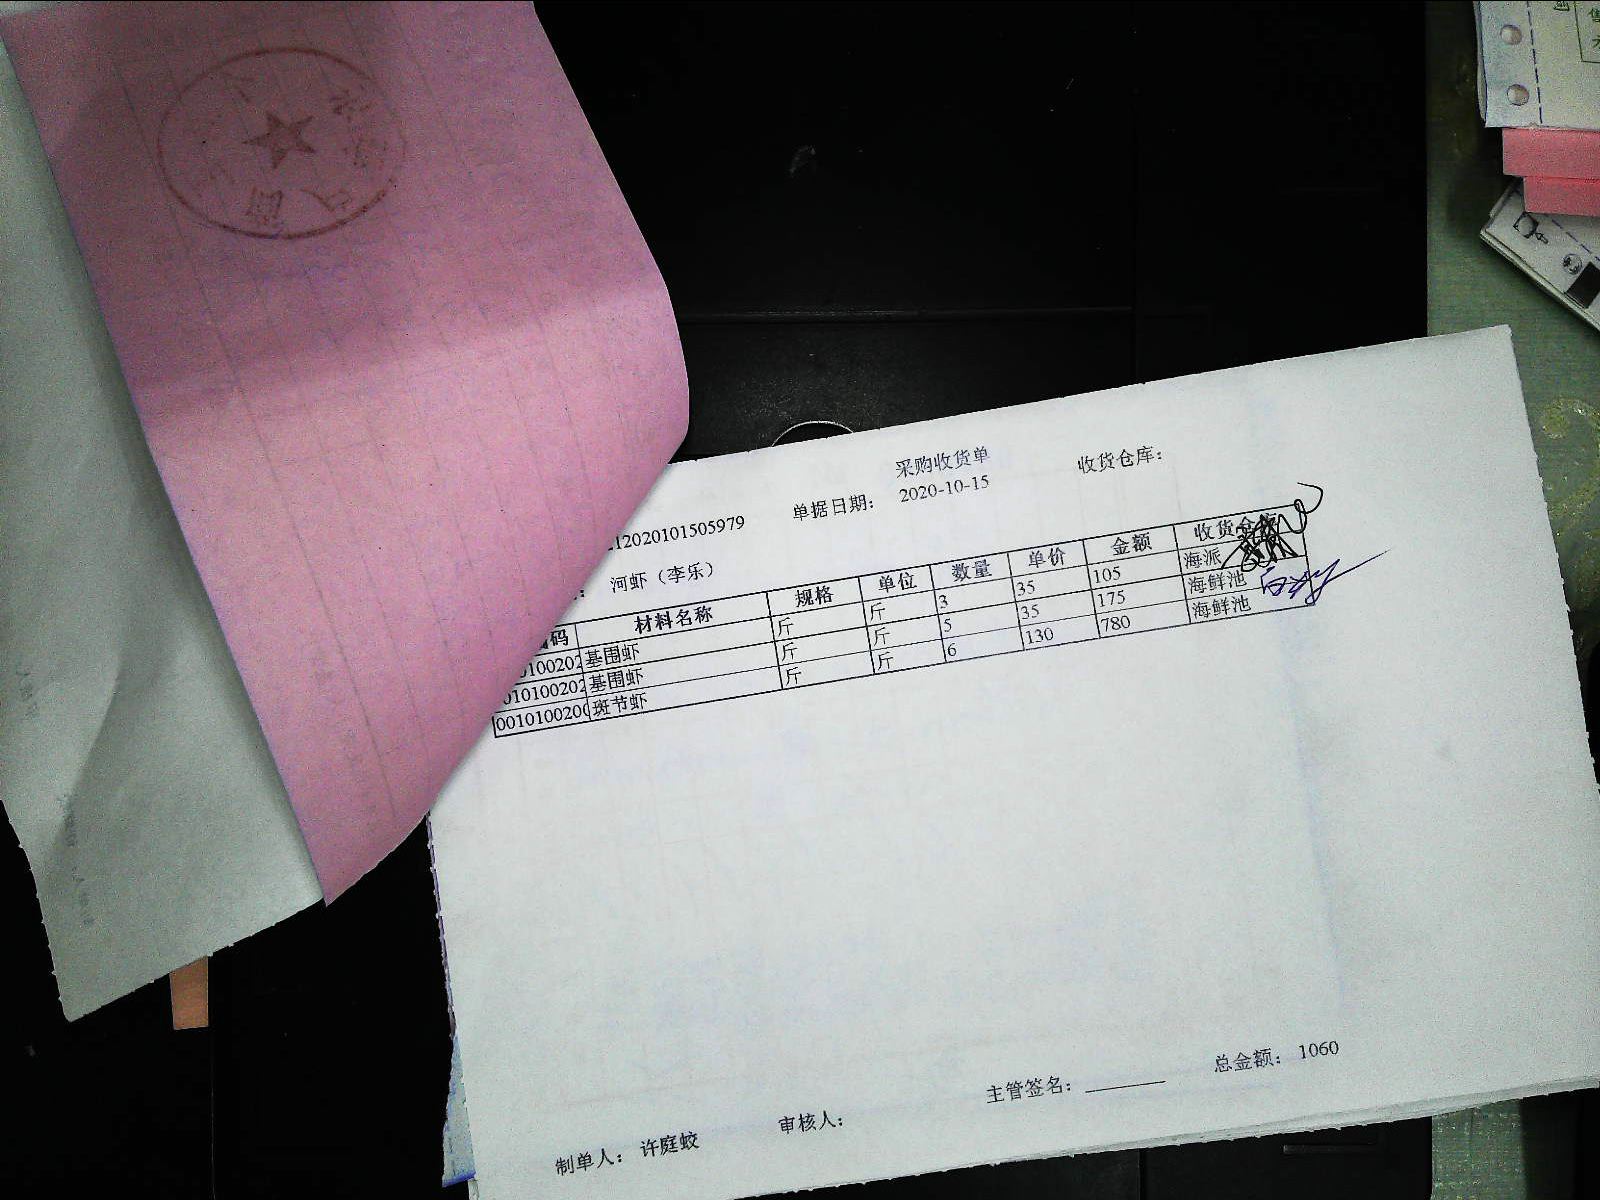 采购收货单
单据日期： 2020-10-15 收货仓库：
12020101505979
： 河虾（李乐）
码 材料名称 规格 单位 数量 单价 金额 收货
0100202 基围虾 斤 斤 3 35 105 海派
010100202 基围虾 斤 斤 5 35 175 海鲜池
001010020 斑节虾 斤 斤 6 130 780 海鲜池
总金额： 1060
主管签名：
制单人： 许庭蛟 审核人：